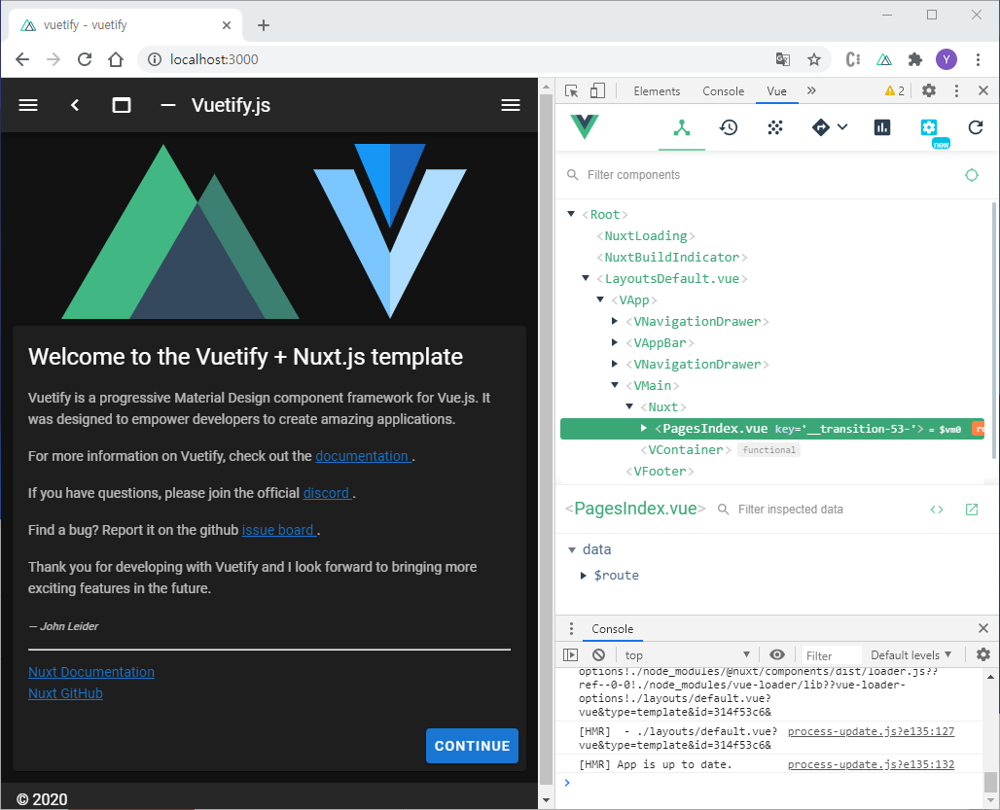 vuetify - vuetify
localhost:3000
Y
Vuetify.js
Welcome to the Vuetify + Nuxt.js template
Vuetify is a progressive Material Design component framework for Vue.js. It
was designed to empower developers to create amazing applications.
For more information on Vuetify, check out the documentation .
If you have questions, please join the official discord .
Find a bug? Report it on the github issue board .
Thank you for developing with Vuetify and I look forward to bringing more
exciting features in the future.
— John Leider
Nuxt Documentation
Nuxt GitHub
CONTINUE
© 2020
Elements Console Vue » 2
new
Filter components
<Root>
<NuxtLoading>
<NuxtBuildIndicator>
<LayoutsDefault.vue>
<VApp>
<VNavigationDrawer>
<VAppBar>
<VNavigationDrawer>
<VMain>
<Nuxt>
<PagesIndex.vue key='__transition-53-'> = $vm0
<VContainer> functional
<VFooter>
<PagesIndex.vue> Filter inspected data
data
$route
Console
top Filter Default levels
options!./node_modules/@nuxt/components/dist/loader.js??
ref--0-0!./node_modules/vue-loader/lib??vue-loader-
options!./layouts/default.vue?
vue&type=template&id=314f53c6&
[HMR]  - ./layouts/default.vue? process-update.js?e135:127
vue&type=template&id=314f53c6&
[HMR] App is up to date. process-update.js?e135:132
>